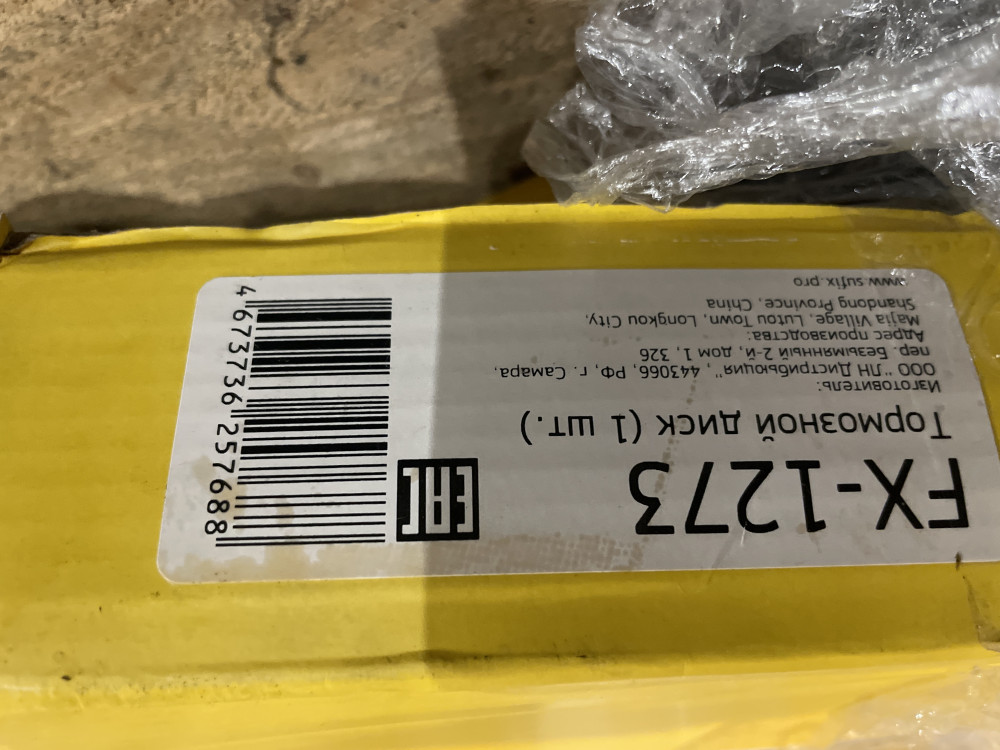 FX-1273
Тормозной диск (1 шт.)
Изготовитель:
ООО "ЛН Дистрибьюция", 443066, РФ, г. Самара,
пер. Безымянный 2-й, дом 1, 326
Адрес производства:
Majia Village, Lutou Town, Longkou City,
Shandong Province, China
www.sufix.pro
EAC
4673736257688